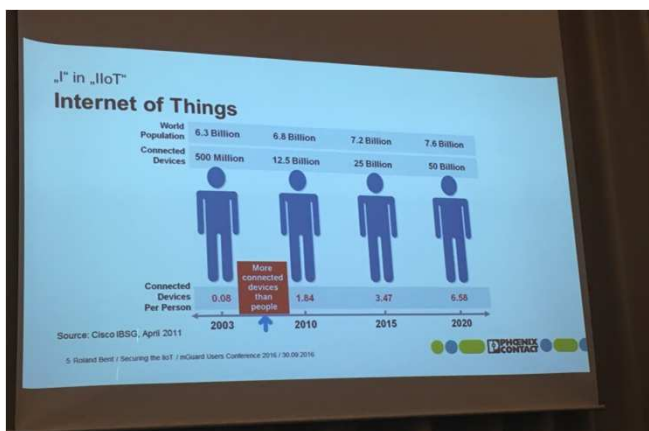 „I" in „IIoT"
Internet of Things
World
Population
6.3 Billion 6.8 Billion 7.2 Billion 7.6 Billion
Connected
Devices
500 Million 12.5 Billion 25 Billion 50 Billion
More
connected
devices
than
people
Connected
Devices
Per Person
0.08 1.84 3.47 6.58
2003 2010 2015 2020
Source: Cisco IBSG, April 2011
5 Roland Bent / Securing the IIoT / mGuard Users Conference 2016 / 30.09.2016
PHŒNIX
CONTACT